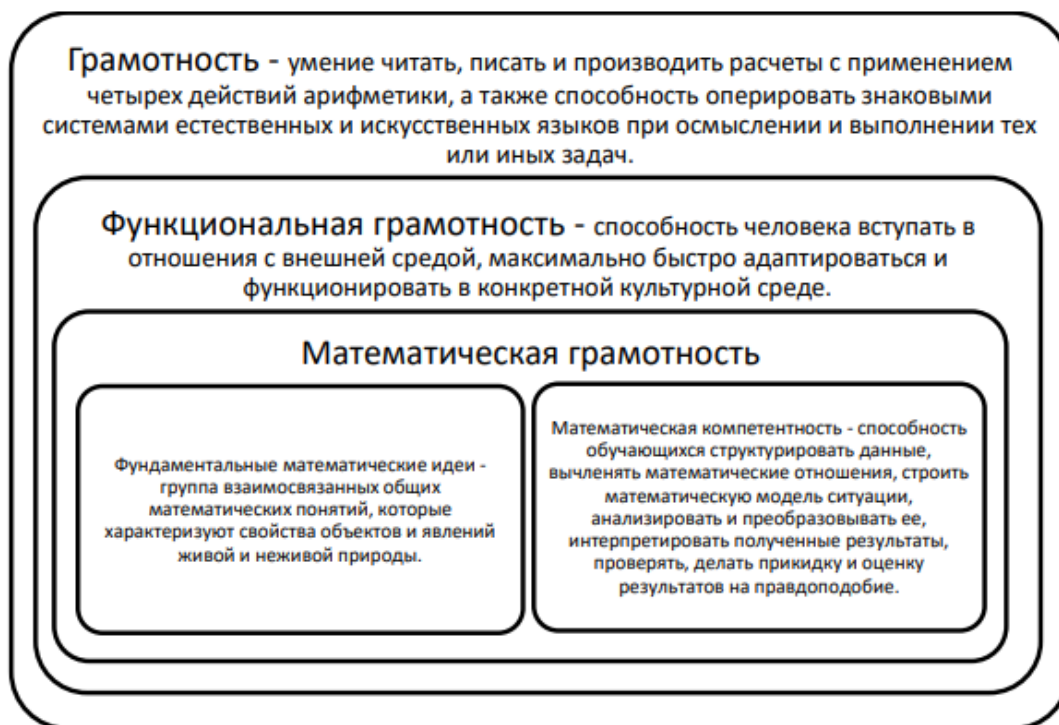 Грамотность - умение читать, писать и производить расчеты с применением
четырех действий арифметики, а также способность оперировать знаковыми
системами естественных и искусственных языков при осмыслении и выполнении тех
или иных задач.
Функциональная грамотность - способность человека вступать в
отношения с внешней средой, максимально быстро адаптироваться и
функционировать в конкретной культурной среде.
Математическая грамотность
Фундаментальные математические идеи -
группа взаимосвязанных общих
математических понятий, которые
характеризуют свойства объектов и явлений
живой и неживой природы.
Математическая компетентность - способность
обучающихся структурировать данные,
вычленять математические отношения, строить
математическую модель ситуации,
анализировать и преобразовывать ее,
интерпретировать полученные результаты,
проверять, делать прикидку и оценку
результатов на правдоподобие.